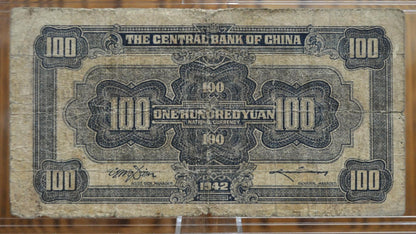 100 THE CENTRAL BANK OF CHINA 100
100
100 ONE HUNDRED YUAN 100
NATIONAL CURRENCY
100
100 1942 100